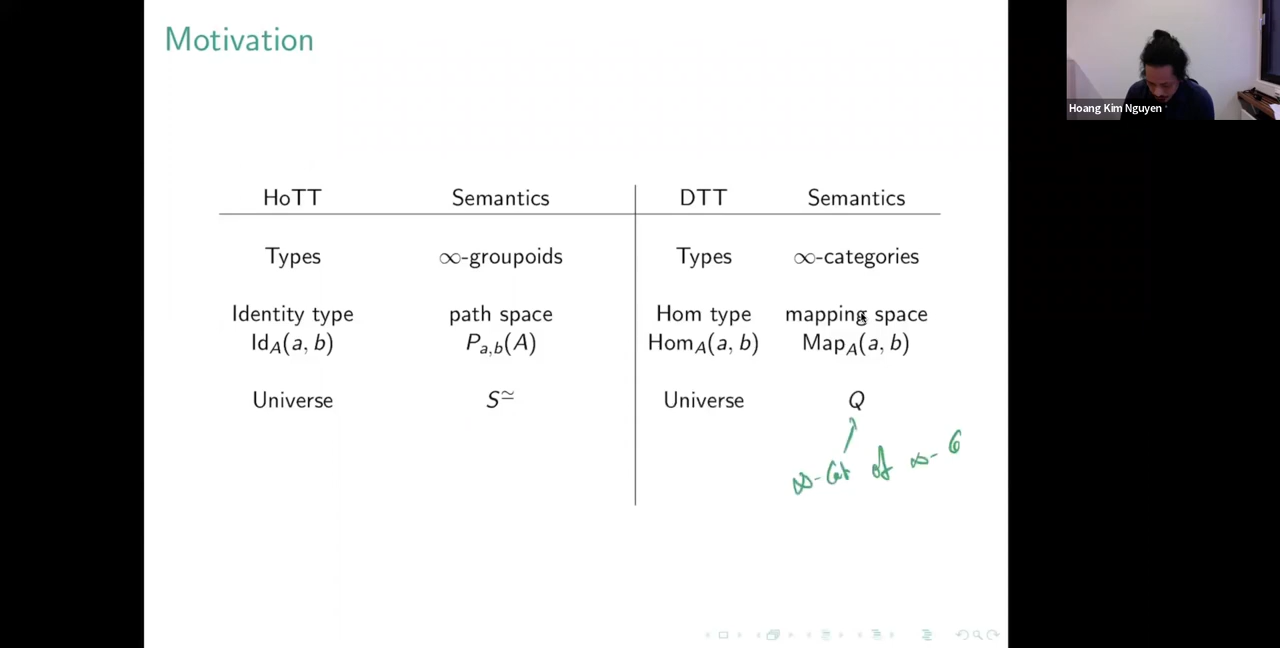 Motivation
Hoang Kim Nguyen
HoTT Semantics DTT Semantics
Types ∞-groupoids Types ∞-categories
Identity type path space Hom type mapping space
Id_A(a, b) P_{a,b}(A) Hom_A(a, b) Map_A(a, b)
Universe S^≃ Universe Q
∞-Cat of ∞-